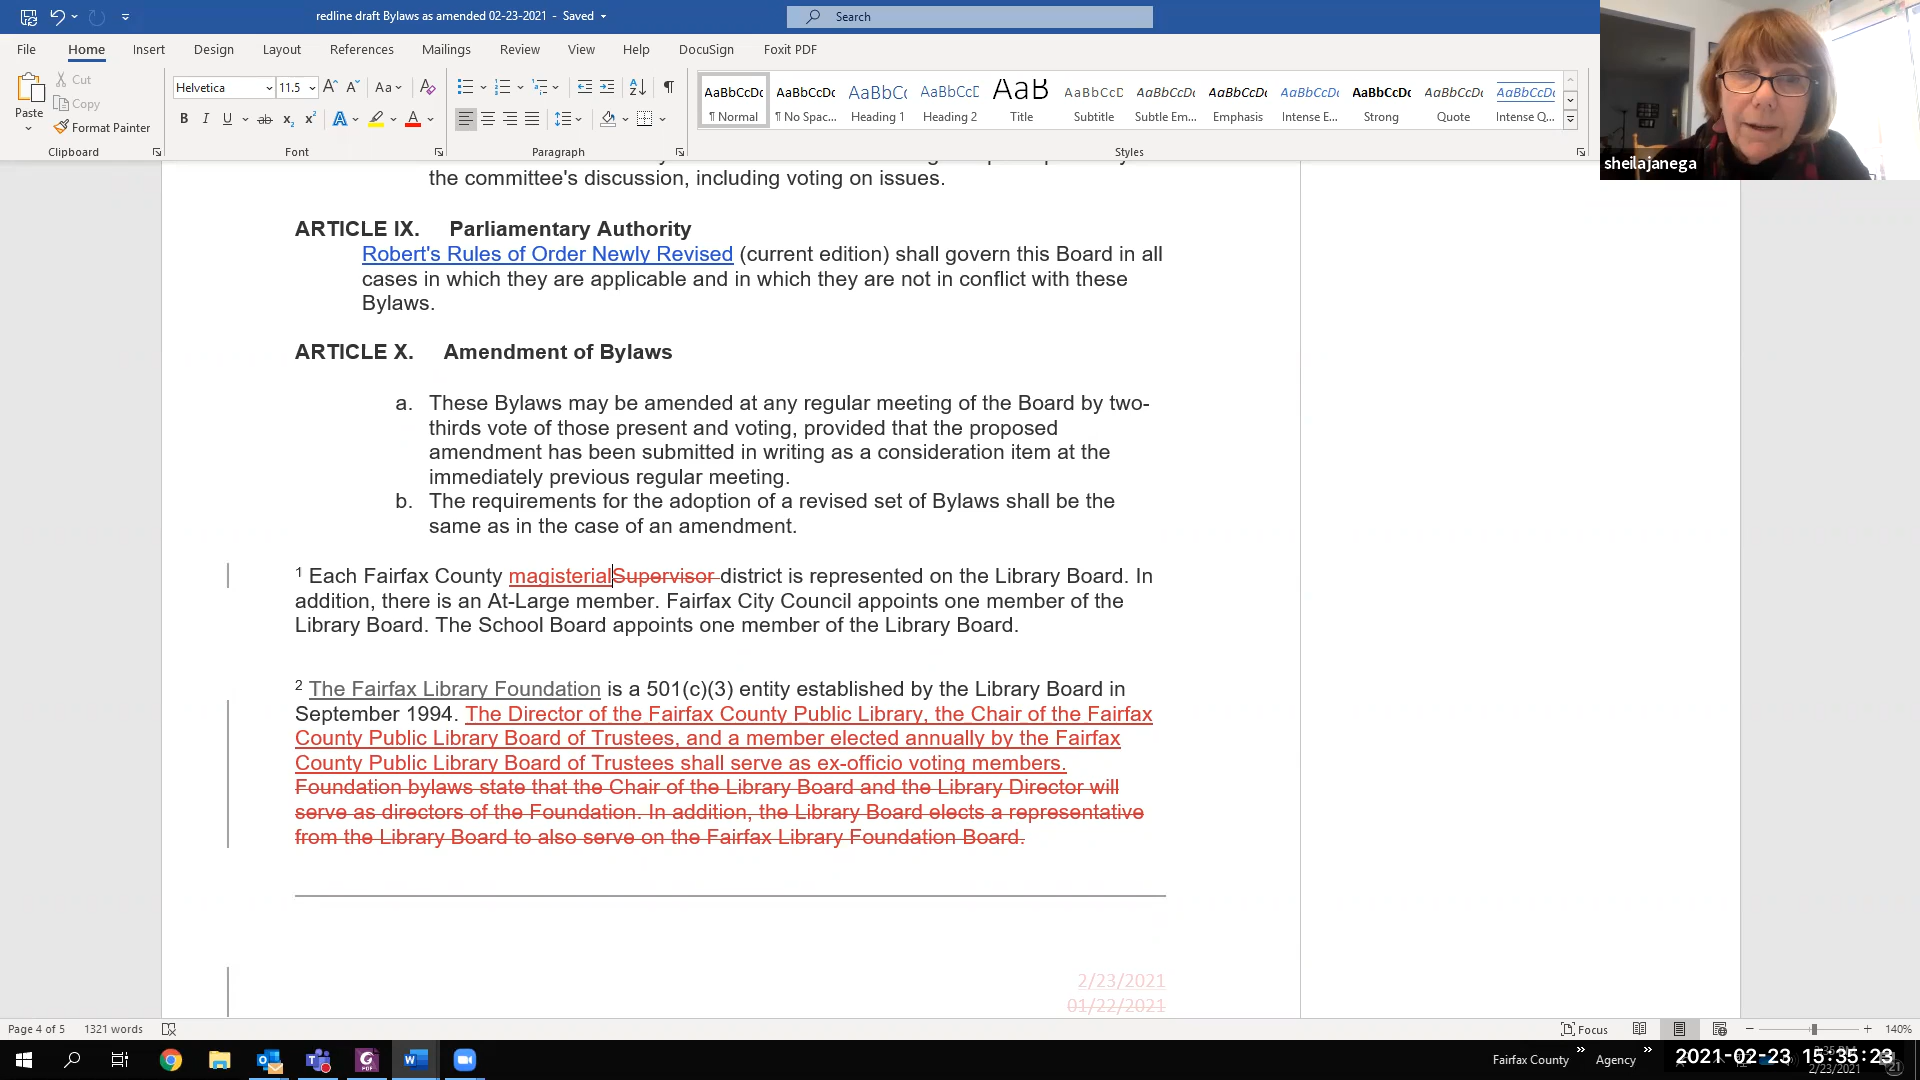 redline draft Bylaws as amended 02-23-2021 - Saved
Search
File Home Insert Design Layout References Mailings Review View Help DocuSign Foxit PDF
Paste
Cut
Copy
Format Painter
Helvetica 11.5
Clipboard Font Paragraph Styles
AaBbCcDc AaBbCcDc AaBbCc AaBbCcD AaB AaBbCcD AaBbCcDc AaBbCcDc AaBbCcDc AaBbCcDc AaBbCcDc AaBbCcDc
¶ Normal ¶ No Spac... Heading 1 Heading 2 Title Subtitle Subtle Em... Emphasis Intense E... Strong Quote Intense Q...
sheilajanega
the committee's discussion, including voting on issues.
ARTICLE IX. Parliamentary Authority
Robert's Rules of Order Newly Revised (current edition) shall govern this Board in all
cases in which they are applicable and in which they are not in conflict with these
Bylaws.
ARTICLE X. Amendment of Bylaws
a. These Bylaws may be amended at any regular meeting of the Board by two-
thirds vote of those present and voting, provided that the proposed
amendment has been submitted in writing as a consideration item at the
immediately previous regular meeting.
b. The requirements for the adoption of a revised set of Bylaws shall be the
same as in the case of an amendment.
1 Each Fairfax County magisterialSupervisor district is represented on the Library Board. In
addition, there is an At-Large member. Fairfax City Council appoints one member of the
Library Board. The School Board appoints one member of the Library Board.
2 The Fairfax Library Foundation is a 501(c)(3) entity established by the Library Board in
September 1994. The Director of the Fairfax County Public Library, the Chair of the Fairfax
County Public Library Board of Trustees, and a member elected annually by the Fairfax
County Public Library Board of Trustees shall serve as ex-officio voting members.
Foundation bylaws state that the Chair of the Library Board and the Library Director will
serve as directors of the Foundation. In addition, the Library Board elects a representative
from the Library Board to also serve on the Fairfax Library Foundation Board.
2/23/2021
01/22/2021
Page 4 of 5 1321 words
Focus
140%
Fairfax County Agency
2021-02-23 15:35:23
2/23/2021